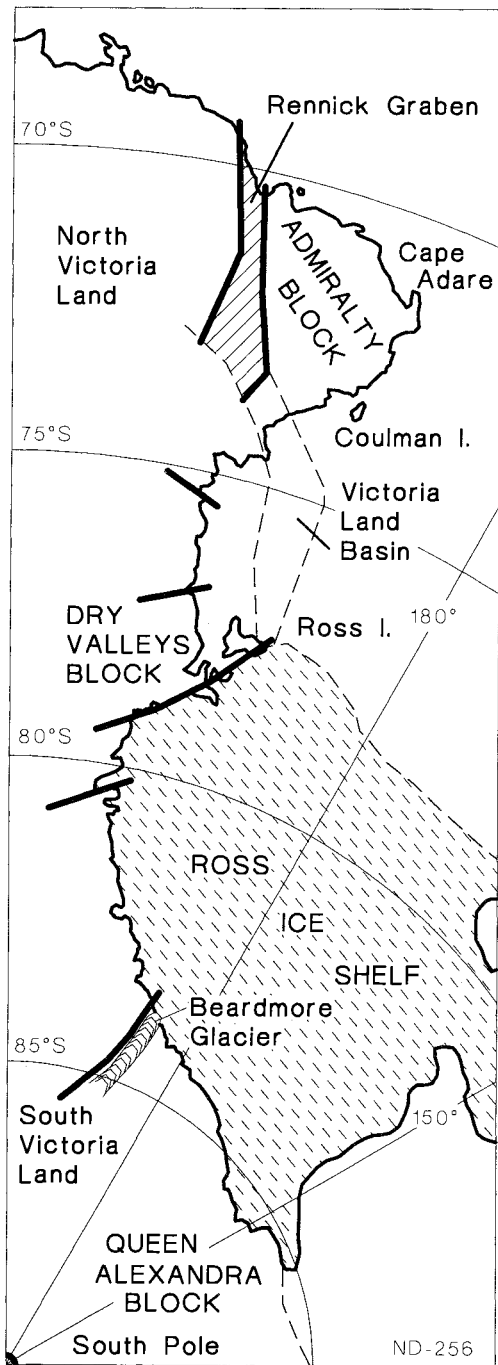 Rennick Graben
70°S
North
Victoria
Land
ADMIRALTY
BLOCK
Cape
Adare
Coulman I.
75°S
Victoria
Land
Basin
180°
DRY
VALLEYS
BLOCK
Ross I.
80°S
ROSS
ICE
SHELF
Beardmore
Glacier
85°S
South
Victoria
Land
150°
QUEEN
ALEXANDRA
BLOCK
South Pole
ND-256